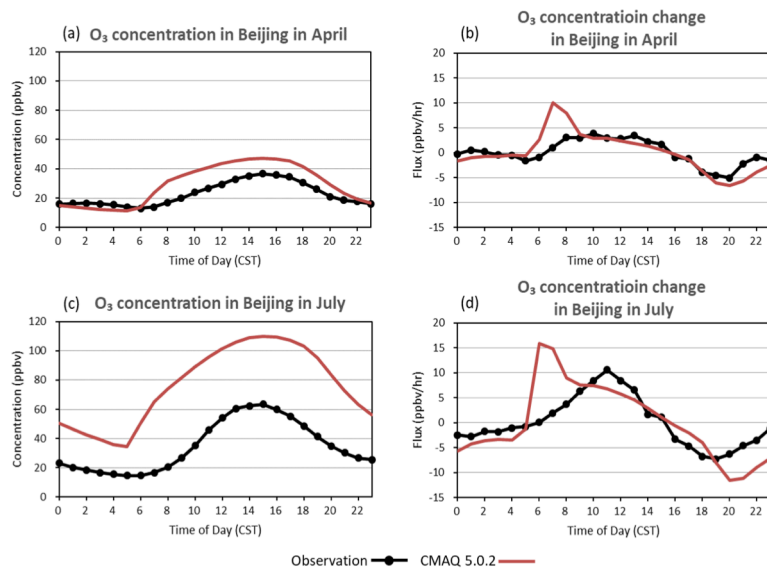 (a) O₃ concentration in Beijing in April
Concentration (ppbv)
120
100
80
60
40
20
0
0 2 4 6 8 10 12 14 16 18 20 22
Time of Day (CST)
(b) O₃ concentratioin change
in Beijing in April
Flux (ppbv/hr)
20
15
10
5
0
-5
-10
-15
0 2 4 6 8 10 12 14 16 18 20 22
Time of Day (CST)
(c) O₃ concentration in Beijing in July
Concentration (ppbv)
120
100
80
60
40
20
0
0 2 4 6 8 10 12 14 16 18 20 22
Time of Day (CST)
(d) O₃ concentratioin change
in Beijing in July
Flux (ppbv/hr)
20
15
10
5
0
-5
-10
-15
0 2 4 6 8 10 12 14 16 18 20 22
Time of Day (CST)
Observation CMAQ 5.0.2